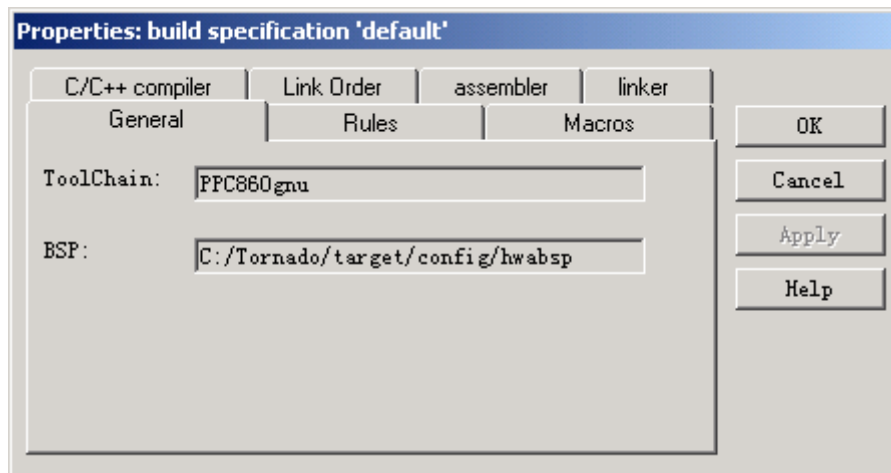 Properties: build specification 'default'
C/C++ compiler
Link Order
assembler
linker
General
Rules
Macros
OK
ToolChain:
PPC860gnu
Cancel
Apply
BSP:
C:/Tornado/target/config/hwabsp
Help